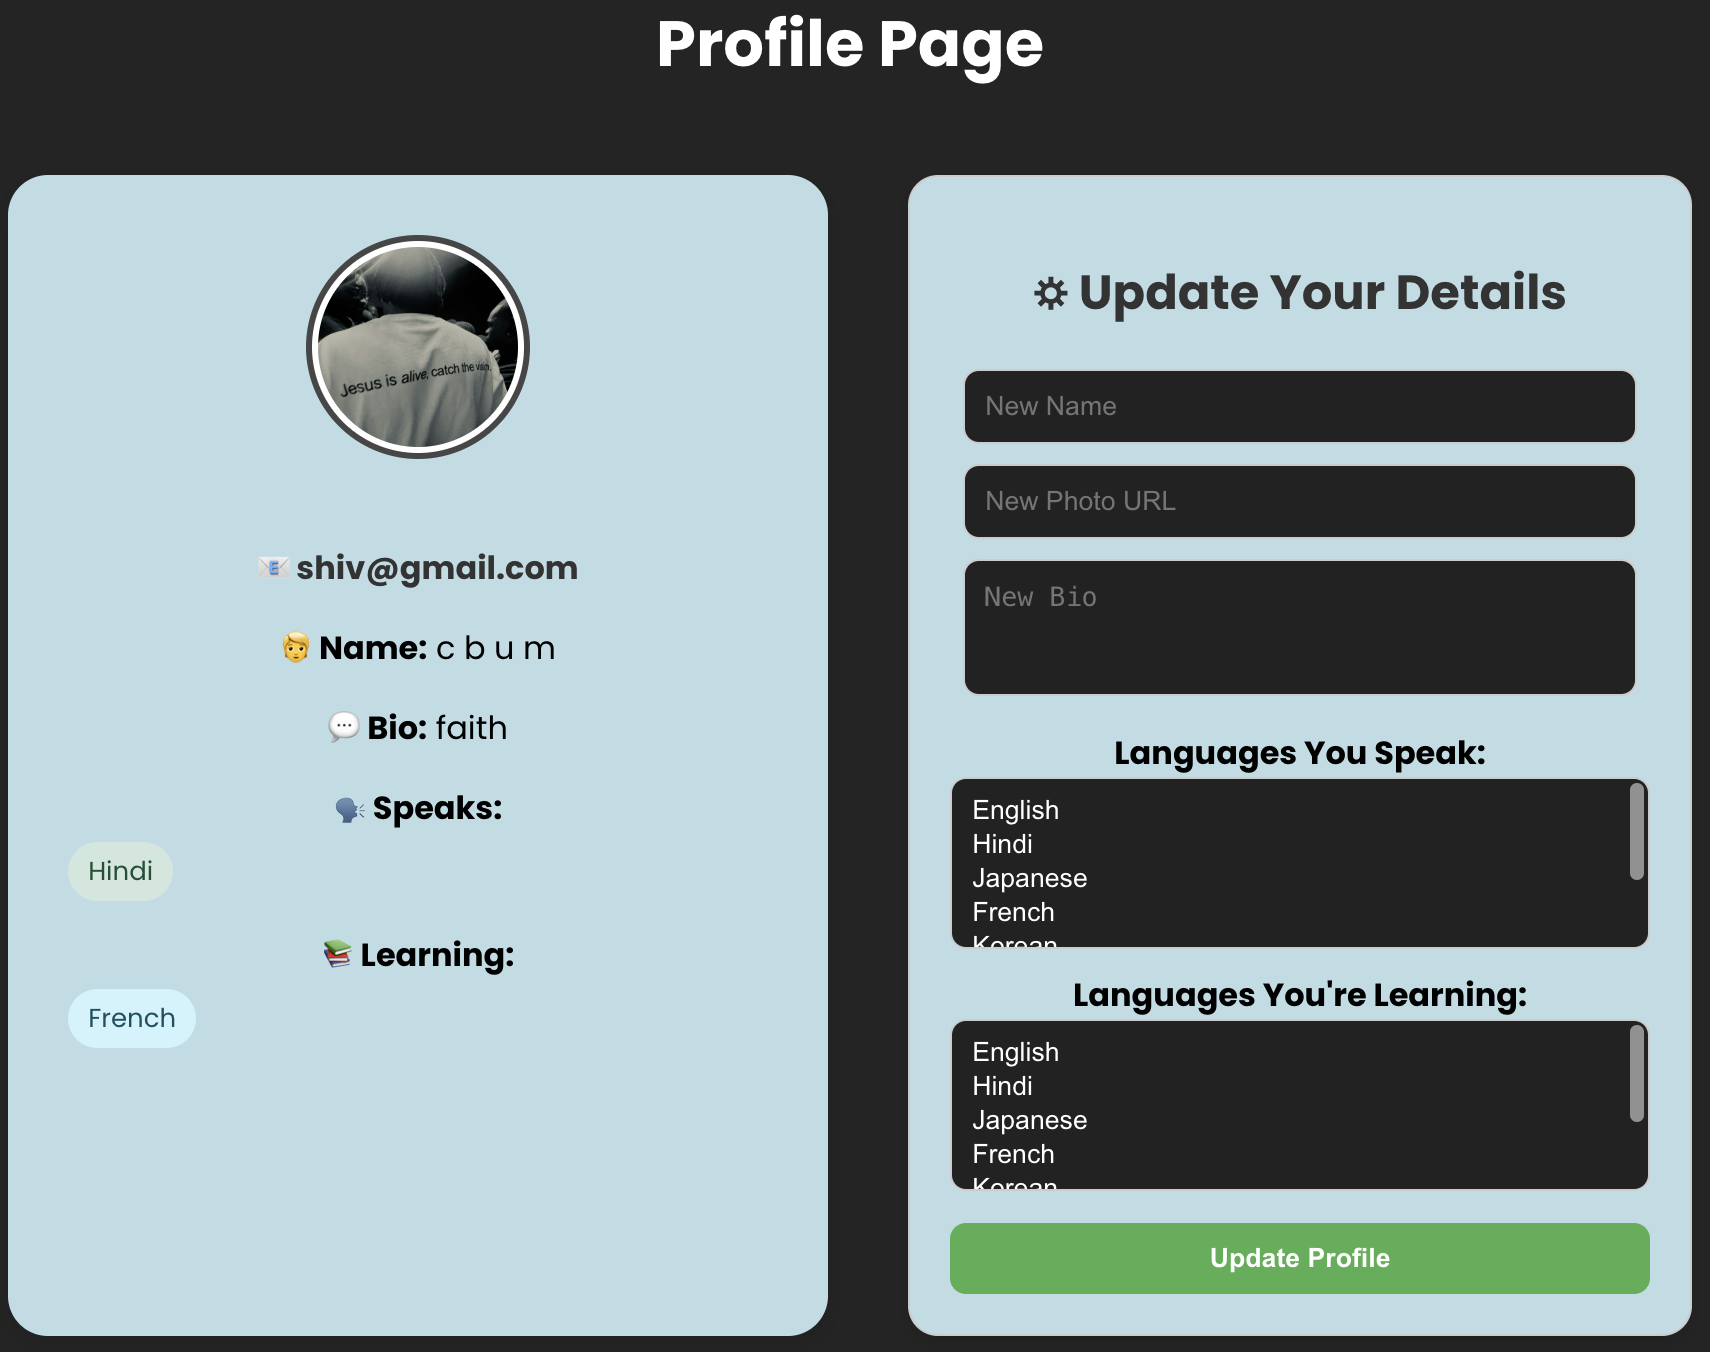 Profile Page
Jesus is alive, catch the vision.
shiv@gmail.com
Name: c b u m
Bio: faith
Speaks:
Hindi
Learning:
French
Update Your Details
New Name
New Photo URL
New Bio
Languages You Speak:
English
Hindi
Japanese
French
Korean
Languages You're Learning:
English
Hindi
Japanese
French
Korean
Update Profile